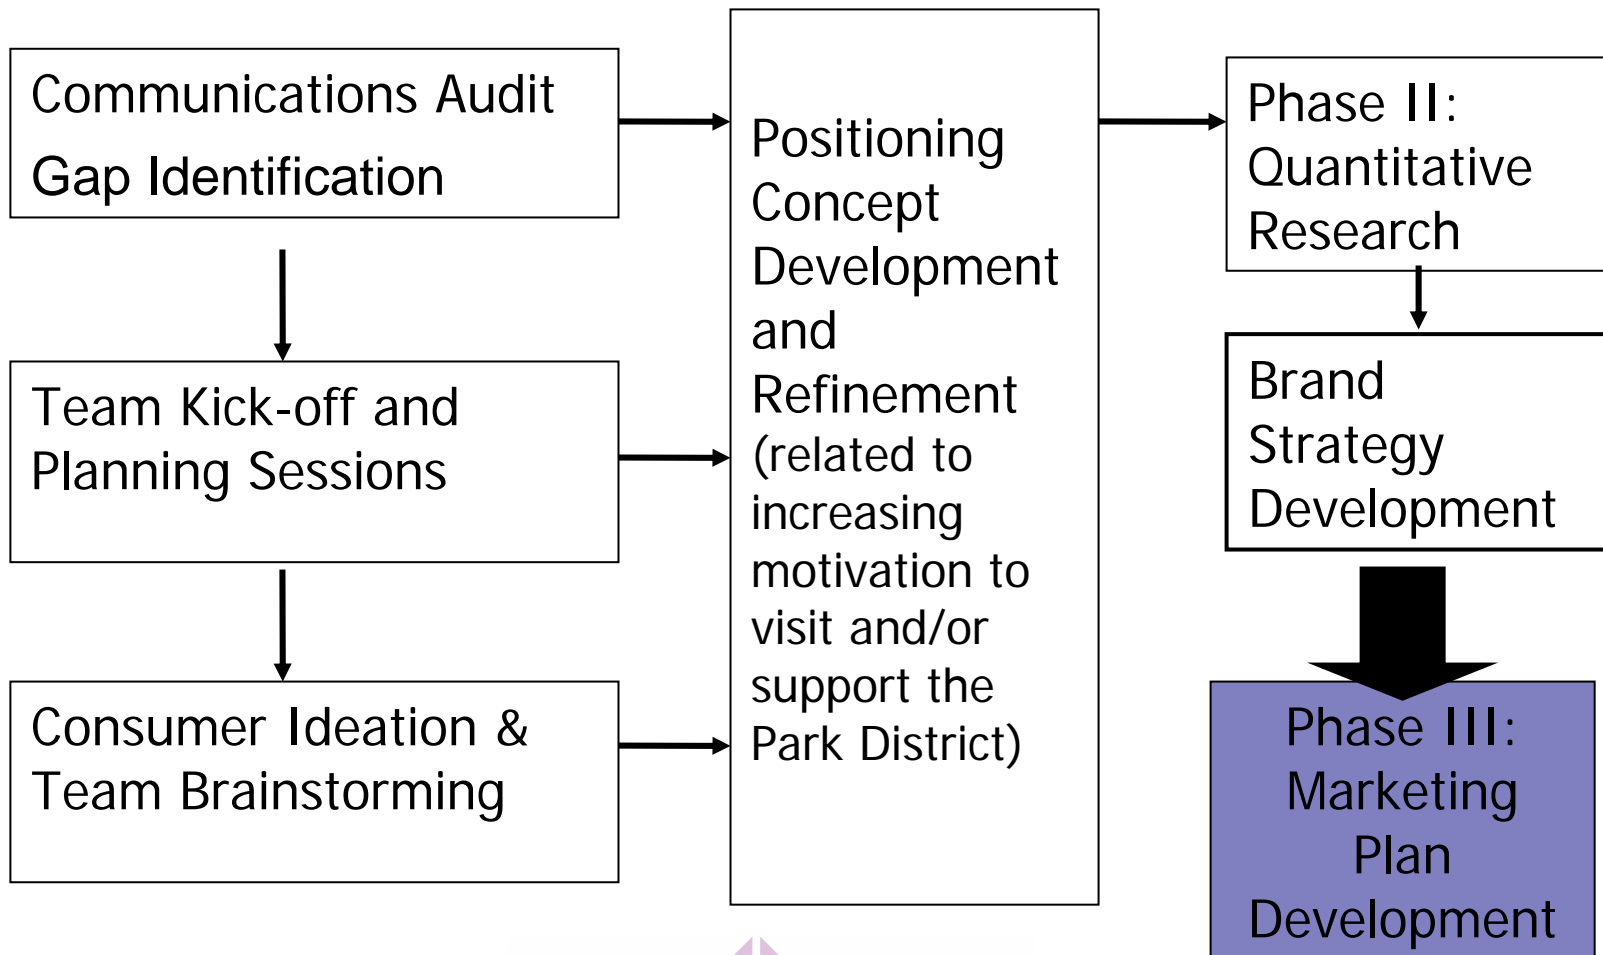 Communications Audit
Gap Identification
Team Kick-off and
Planning Sessions
Consumer Ideation &
Team Brainstorming
Positioning
Concept
Development
and
Refinement
(related to
increasing
motivation to
visit and/or
support the
Park District)
Phase II:
Quantitative
Research
Brand
Strategy
Development
Phase III:
Marketing
Plan
Development